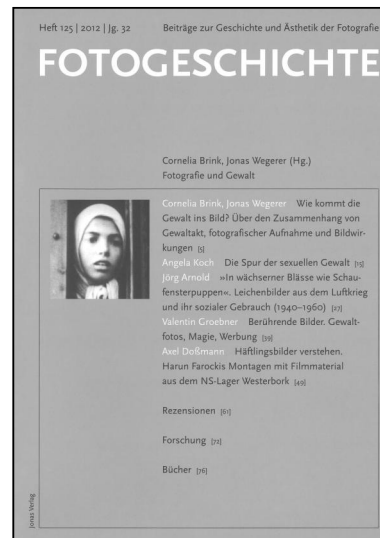 Heft 125 | 2012 | Jg. 32 Beiträge zur Geschichte und Ästhetik der Fotografie
FOTOGESCHICHTE
Cornelia Brink, Jonas Wegerer (Hg.)
Fotografie und Gewalt
Cornelia Brink, Jonas Wegerer Wie kommt die
Gewalt ins Bild? Über den Zusammenhang von
Gewaltakt, fotografischer Aufnahme und Bildwir-
kungen [5]
Angela Koch Die Spur der sexuellen Gewalt [15]
Jörg Arnold »In wächserner Blässe wie Schau-
fensterpuppen«. Leichenbilder aus dem Luftkrieg
und ihr sozialer Gebrauch (1940–1960) [27]
Valentin Groebner Berührende Bilder. Gewalt-
fotos, Magie, Werbung [39]
Axel Doßmann Häftlingsbilder verstehen.
Harun Farockis Montagen mit Filmmaterial
aus dem NS-Lager Westerbork [49]
Rezensionen [61]
Forschung [72]
Bücher [76]
Jonas Verlag